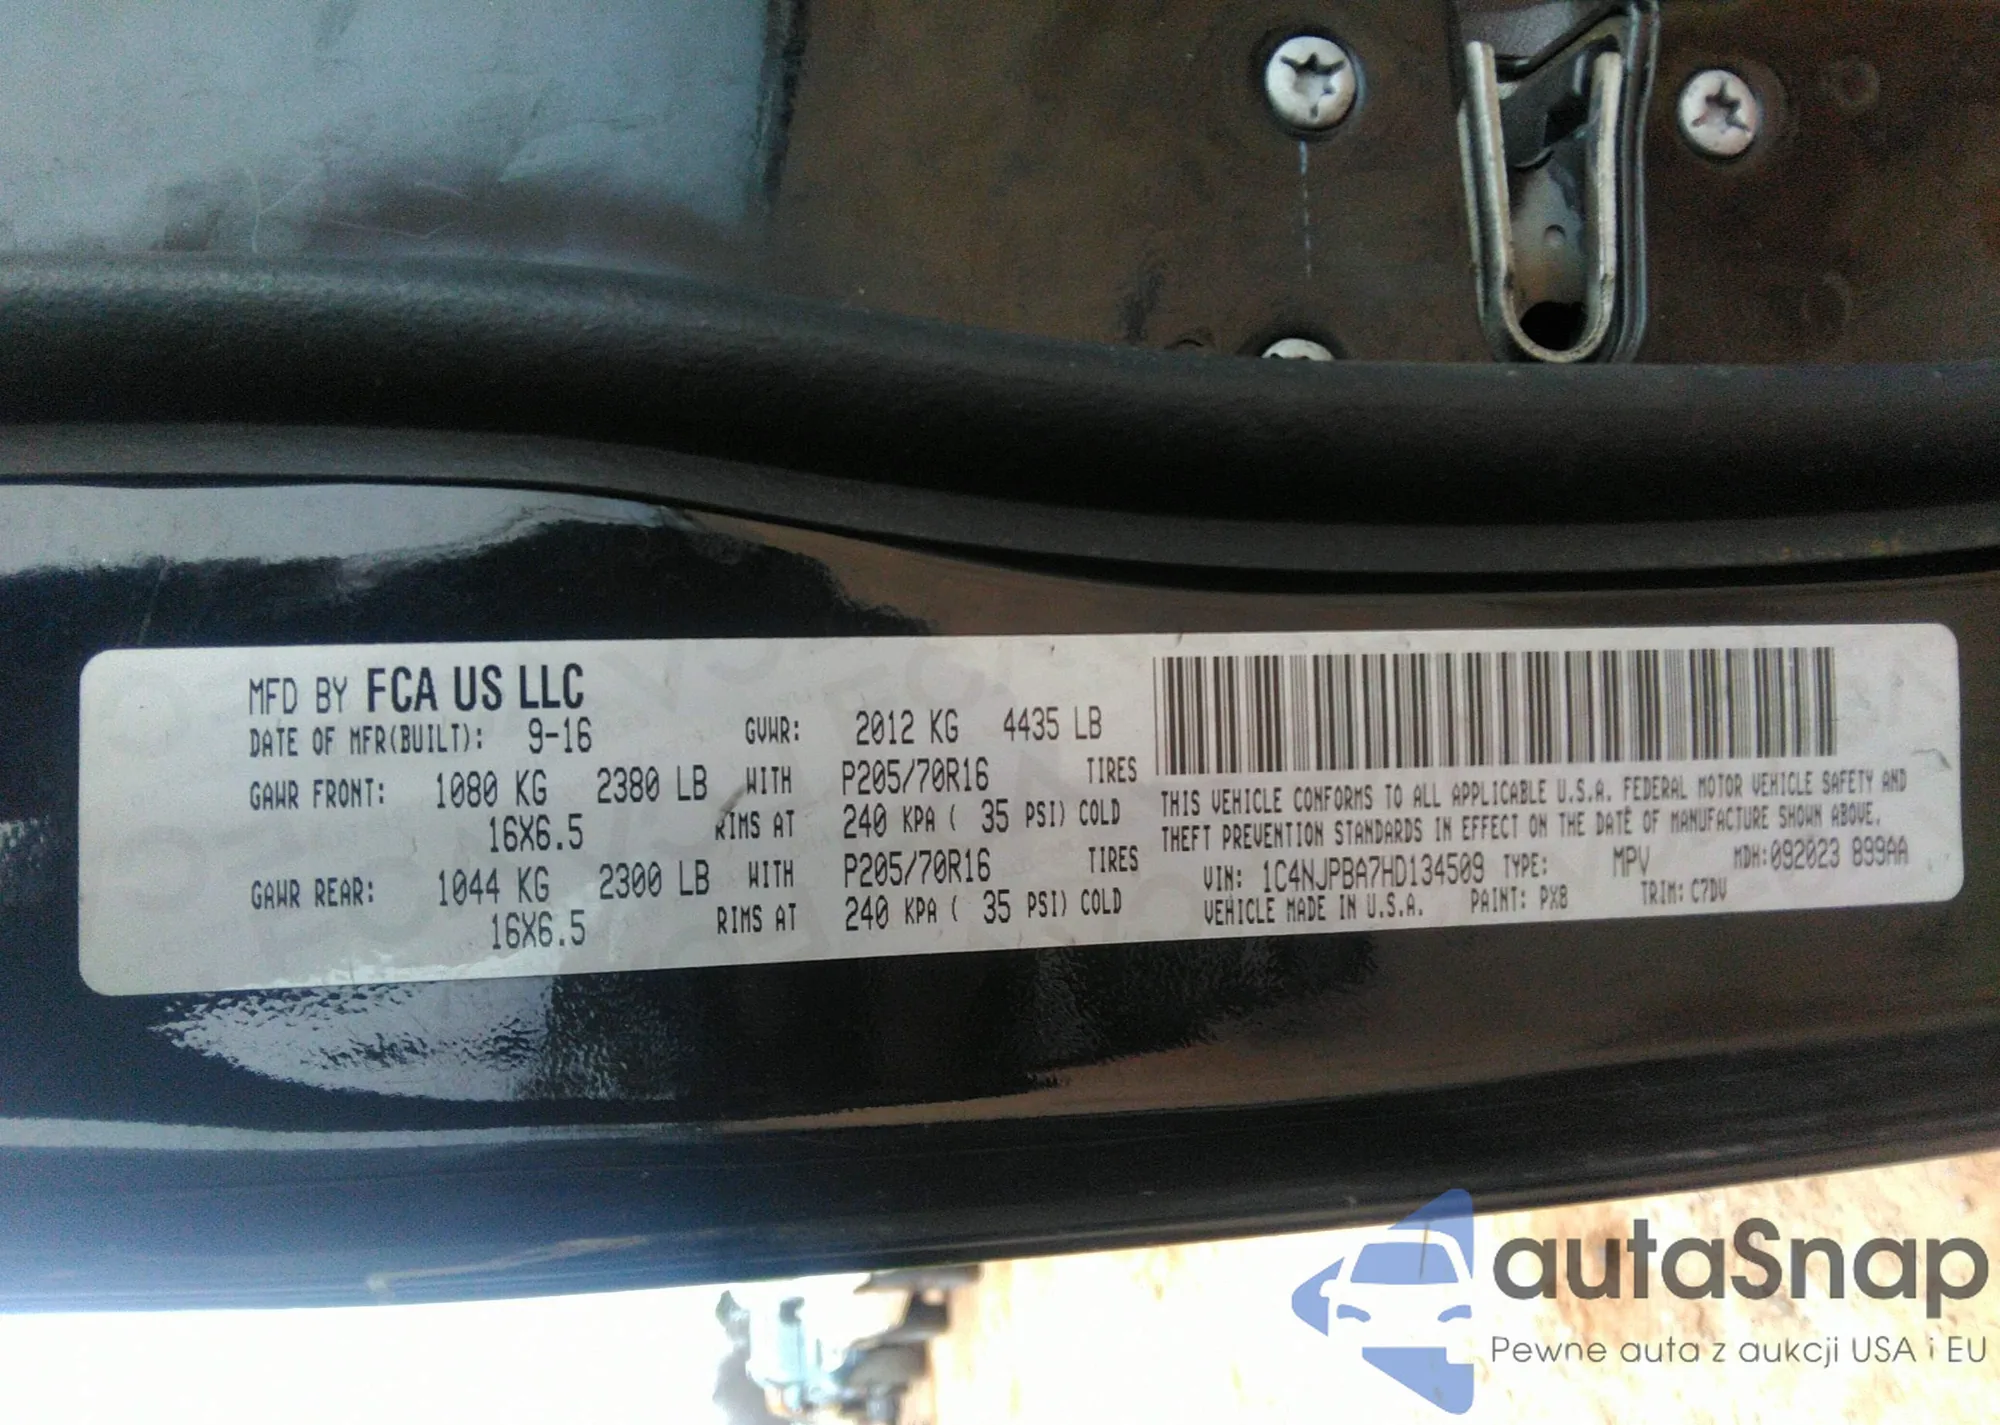 MFD BY FCA US LLC
DATE OF MFR(BUILT): 9-16 GVWR: 2012 KG 4435 LB
GAWR FRONT: 1080 KG 2380 LB WITH P205/70R16 TIRES
16X6.5 RIMS AT 240 KPA ( 35 PSI) COLD
GAWR REAR: 1044 KG 2300 LB WITH P205/70R16 TIRES
16X6.5 RIMS AT 240 KPA ( 35 PSI) COLD
THIS VEHICLE CONFORMS TO ALL APPLICABLE U.S.A. FEDERAL MOTOR VEHICLE SAFETY AND
THEFT PREVENTION STANDARDS IN EFFECT ON THE DATE OF MANUFACTURE SHOWN ABOVE.
VIN: 1C4NJPBA7HD134509 TYPE: MPV MDH:092023 899AA
VEHICLE MADE IN U.S.A. PAINT: PX8 TRIM: C7DV
autaSnap
Pewne auta z aukcji USA i EU